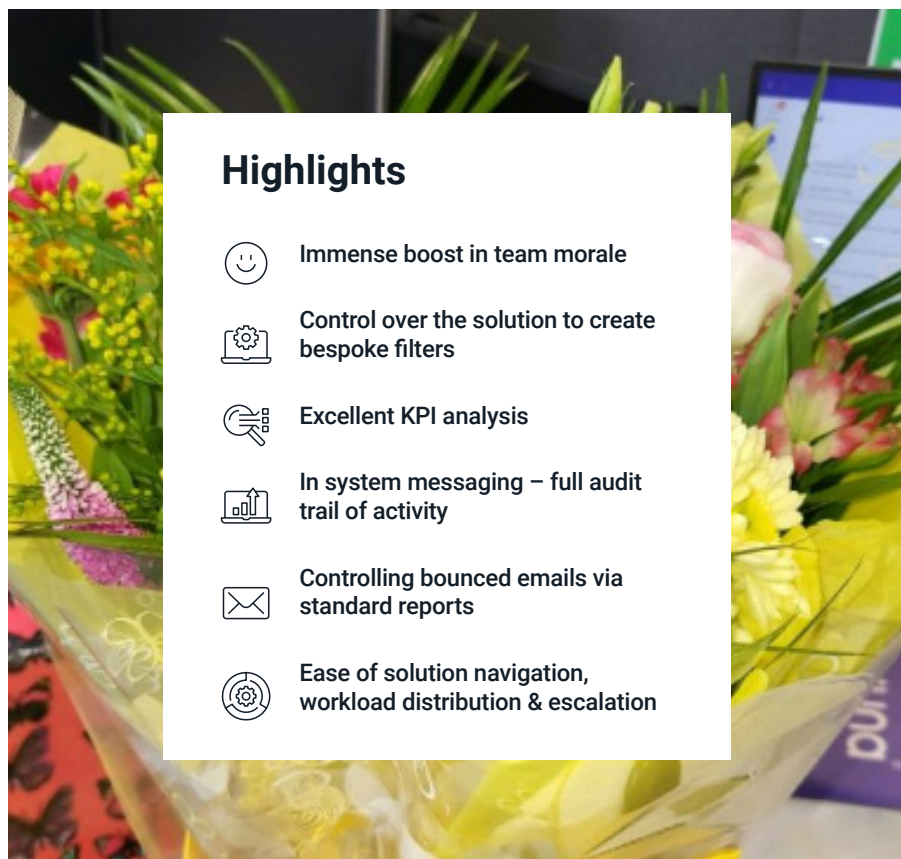 Highlights
Immense boost in team morale
Control over the solution to create
bespoke filters
Excellent KPI analysis
In system messaging – full audit
trail of activity
Controlling bounced emails via
standard reports
Ease of solution navigation,
workload distribution & escalation